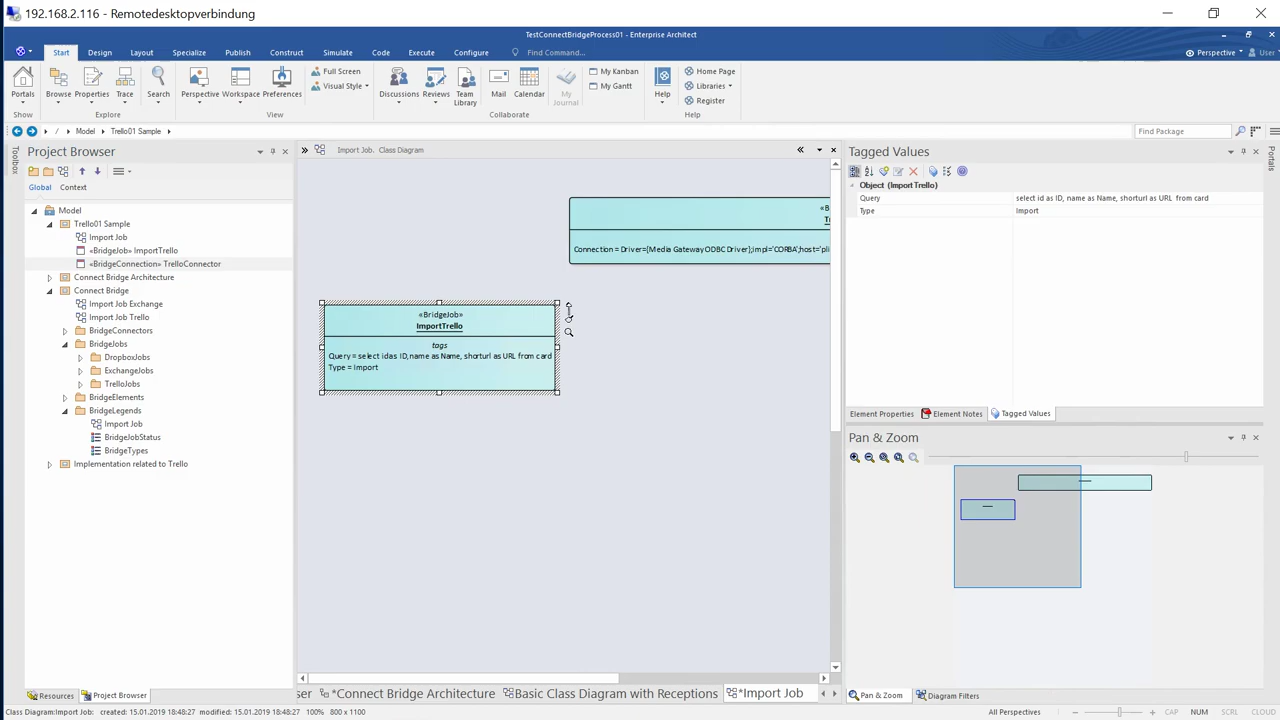 192.168.2.116 - Remotedesktopverbindung
TestConnectBridgeProcess01 - Enterprise Architect
Start Design Layout Specialize Publish Construct Simulate Code Execute Configure Find Command... Perspective User
Portals Browse Properties Trace Search Perspective Workspace Preferences Discussions Reviews Team Library Mail Calendar My Journal Help
Full Screen
Visual Style
My Kanban
My Gantt
Home Page
Libraries
Register
Show Explore View Collaborate Help
/ Model Trello01 Sample Find Package
Toolbox
Project Browser
Global Context
Model
Trello01 Sample
Import Job
«BridgeJob» ImportTrello
«BridgeConnection» TrelloConnector
Connect Bridge Architecture
Connect Bridge
Import Job Exchange
Import Job Trello
BridgeConnectors
BridgeJobs
DropboxJobs
ExchangeJobs
TrelloJobs
BridgeElements
BridgeLegends
Import Job
BridgeJobStatus
BridgeTypes
Implementation related to Trello
Resources Project Browser
Import Job. Class Diagram
«B
Tr
Connection = Driver={Media Gateway ODBC Driver};impl='CORBA';host='pli
«BridgeJob»
ImportTrello
tags
Query = select id as ID, name as Name, shorturl as URL from card
Type = Import
ser *Connect Bridge Architecture Basic Class Diagram with Receptions *Import Job
Tagged Values
Object (ImportTrello)
Query select id as ID, name as Name, shorturl as URL from card
Type Import
Element Properties Element Notes Tagged Values
Pan & Zoom
Pan & Zoom Diagram Filters
Portals
Class Diagram:Import Job: created: 15.01.2019 18:48:27 modified: 15.01.2019 18:48:27 100% 800 x 1100 All Perspectives CAP NUM SCRL CLOUD